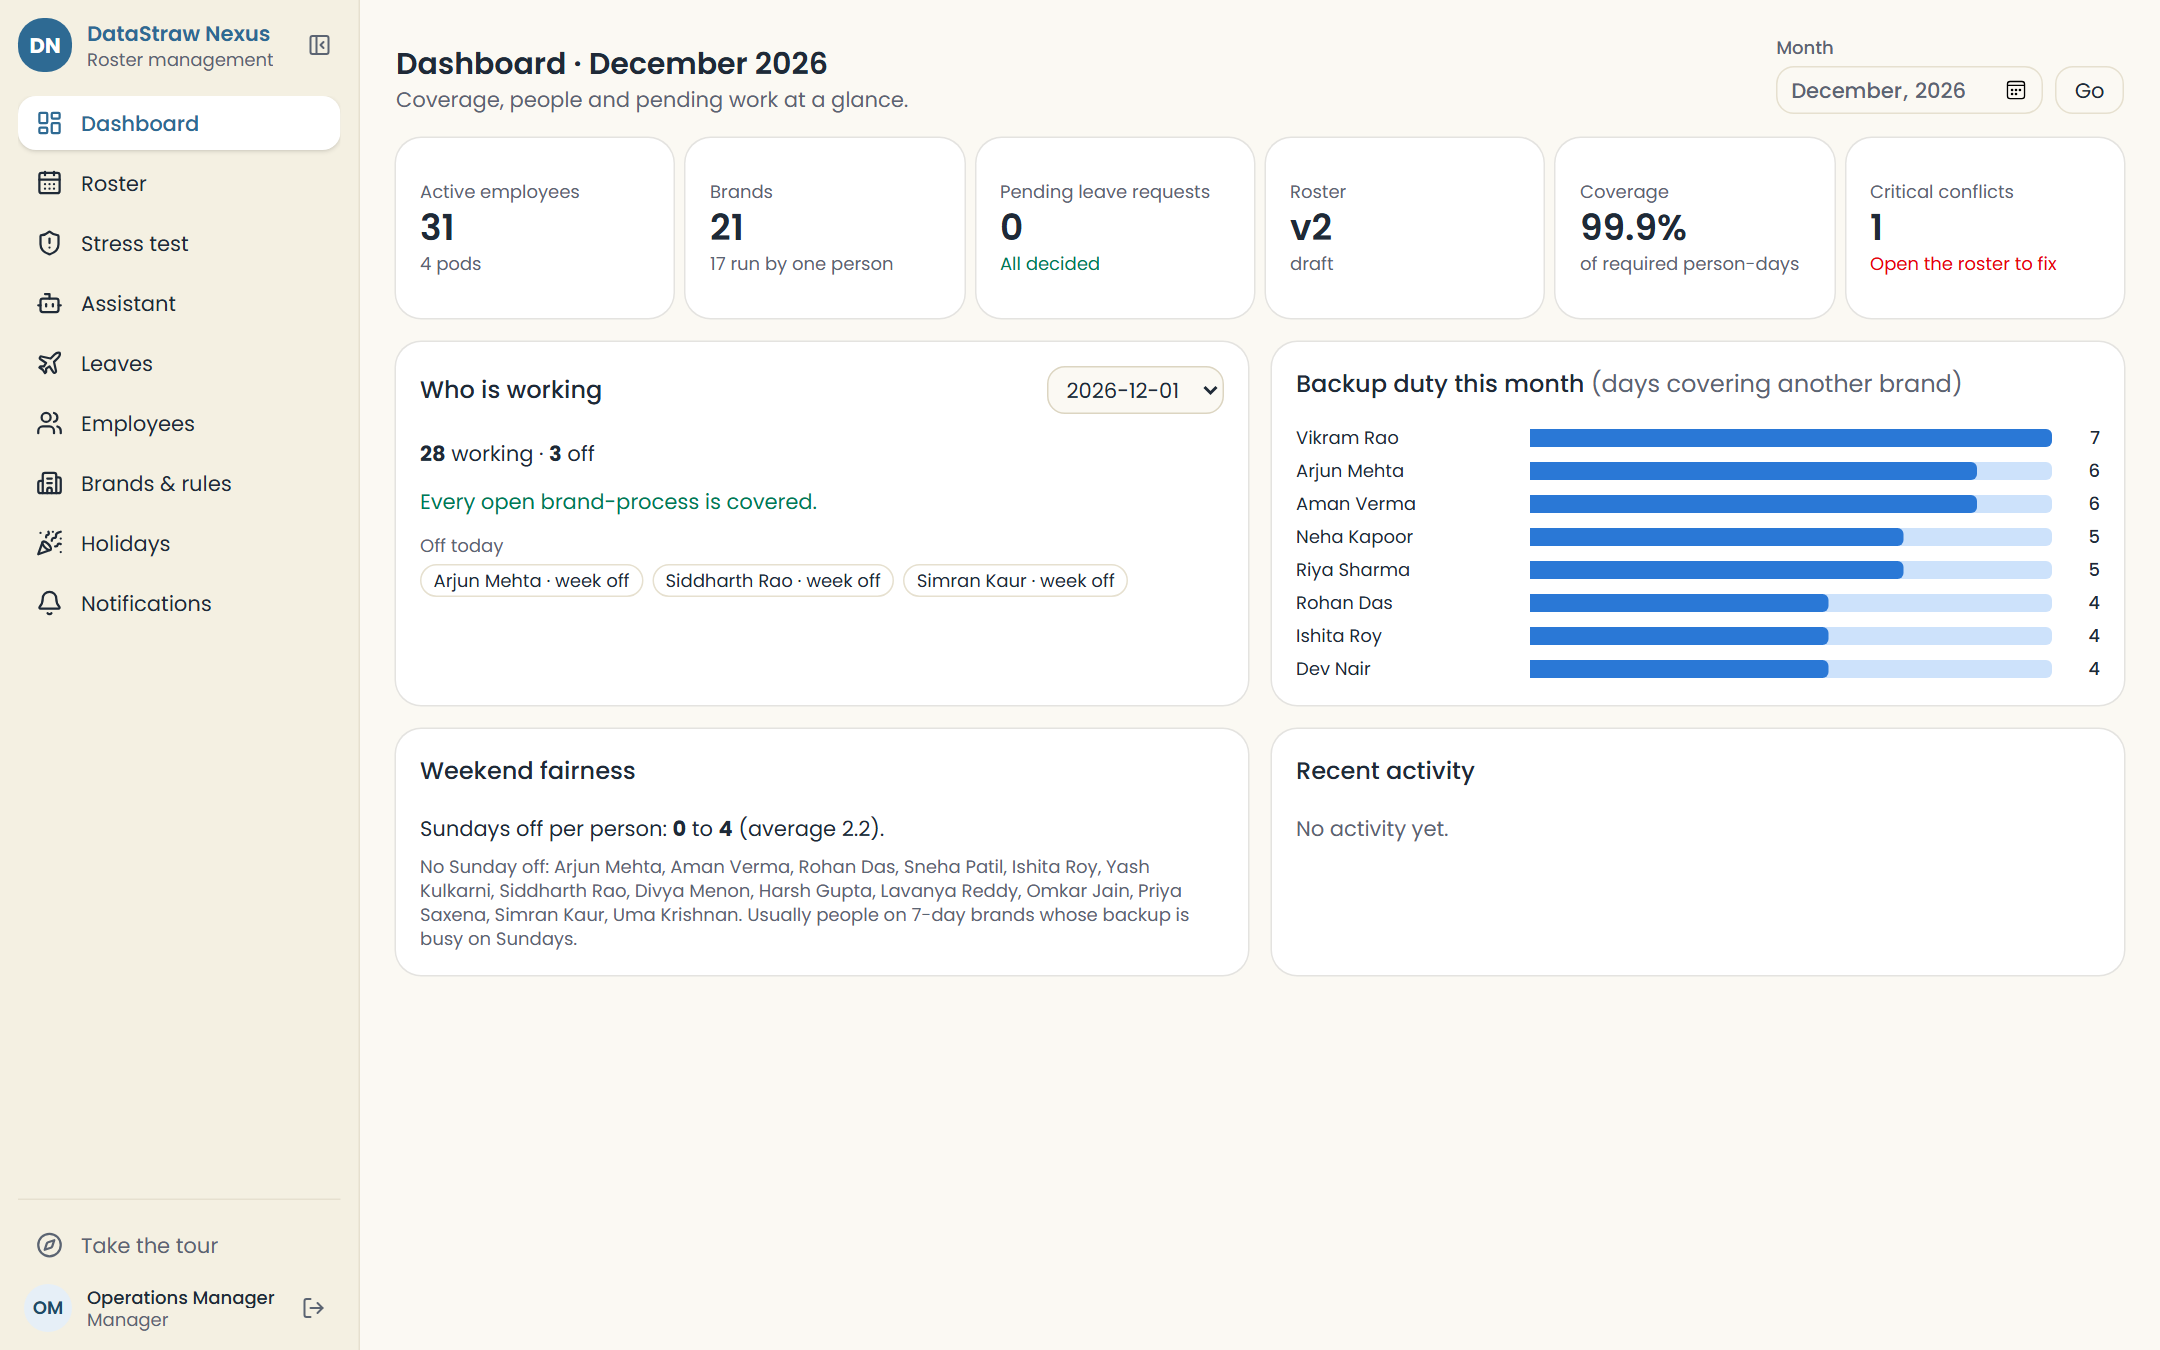 DN
DataStraw Nexus
Roster management
Dashboard
Roster
Stress test
Assistant
Leaves
Employees
Brands & rules
Holidays
Notifications
Take the tour
OM
Operations Manager
Manager
Dashboard · December 2026
Coverage, people and pending work at a glance.
Month
December, 2026
Go
Active employees
31
4 pods
Brands
21
17 run by one person
Pending leave requests
0
All decided
Roster
v2
draft
Coverage
99.9%
of required person-days
Critical conflicts
1
Open the roster to fix
Who is working
2026-12-01
28 working · 3 off
Every open brand-process is covered.
Off today
Arjun Mehta · week off
Siddharth Rao · week off
Simran Kaur · week off
Backup duty this month (days covering another brand)
Vikram Rao 7
Arjun Mehta 6
Aman Verma 6
Neha Kapoor 5
Riya Sharma 5
Rohan Das 4
Ishita Roy 4
Dev Nair 4
Weekend fairness
Sundays off per person: 0 to 4 (average 2.2).
No Sunday off: Arjun Mehta, Aman Verma, Rohan Das, Sneha Patil, Ishita Roy, Yash
Kulkarni, Siddharth Rao, Divya Menon, Harsh Gupta, Lavanya Reddy, Omkar Jain, Priya
Saxena, Simran Kaur, Uma Krishnan. Usually people on 7-day brands whose backup is
busy on Sundays.
Recent activity
No activity yet.